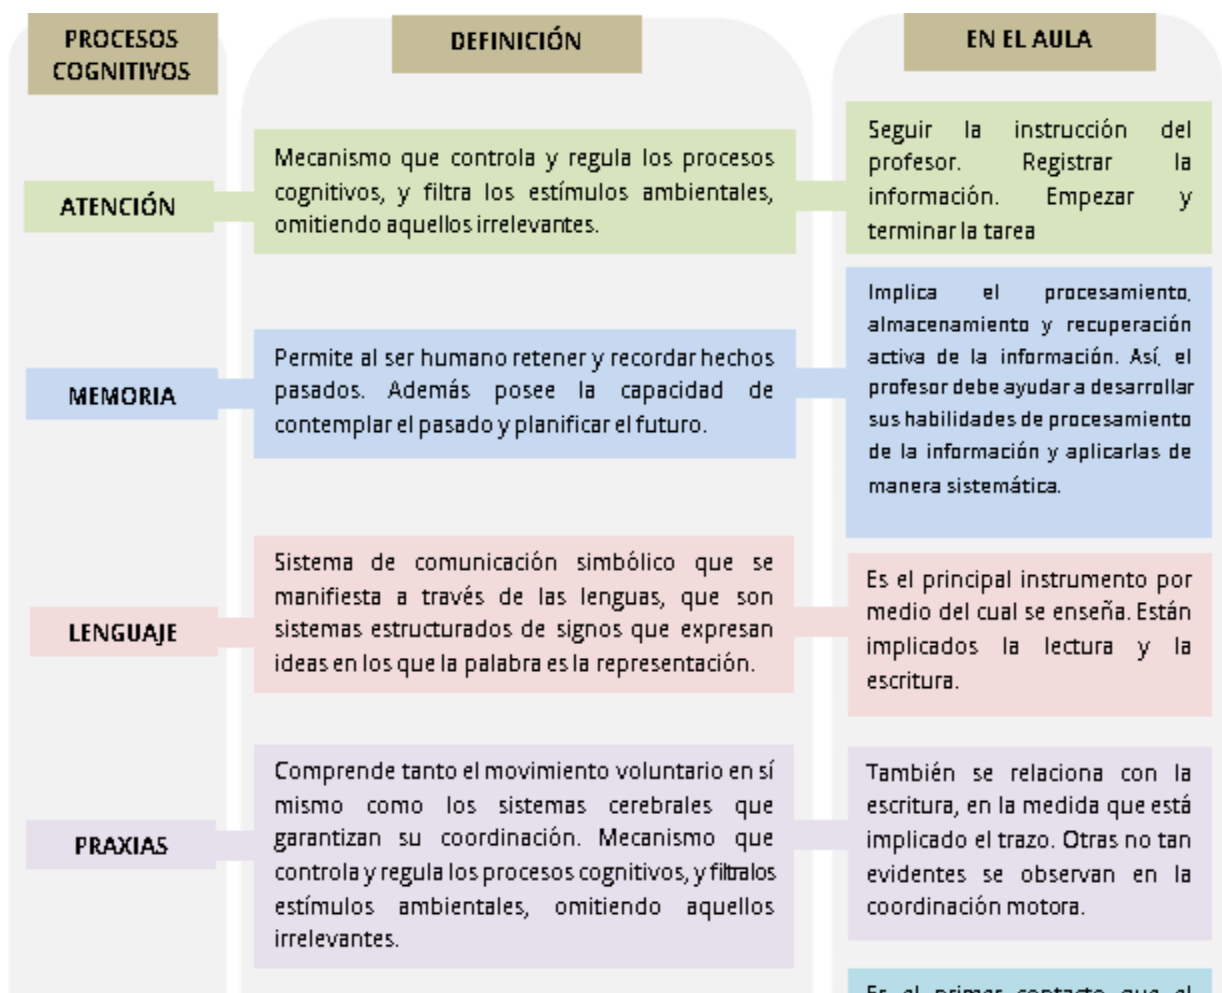 PROCESOS
COGNITIVOS
DEFINICIÓN
EN EL AULA
ATENCIÓN
Mecanismo que controla y regula los procesos
cognitivos, y filtra los estímulos ambientales,
omitiendo aquellos irrelevantes.
Seguir la instrucción del
profesor. Registrar la
información. Empezar y
terminar la tarea
MEMORIA
Permite al ser humano retener y recordar hechos
pasados. Además posee la capacidad de
contemplar el pasado y planificar el futuro.
Implica el procesamiento,
almacenamiento y recuperación
activa de la información. Así, el
profesor debe ayudar a desarrollar
sus habilidades de procesamiento
de la información y aplicarlas de
manera sistemática.
LENGUAJE
Sistema de comunicación simbólico que se
manifiesta a través de las lenguas, que son
sistemas estructurados de signos que expresan
ideas en los que la palabra es la representación.
Es el principal instrumento por
medio del cual se enseña. Están
implicados la lectura y la
escritura.
PRAXIAS
Comprende tanto el movimiento voluntario en sí
mismo como los sistemas cerebrales que
garantizan su coordinación. Mecanismo que
controla y regula los procesos cognitivos, y filtra los
estímulos ambientales, omitiendo aquellos
irrelevantes.
También se relaciona con la
escritura, en la medida que está
implicado el trazo. Otras no tan
evidentes se observan en la
coordinación motora.
Es el primer contacto que el